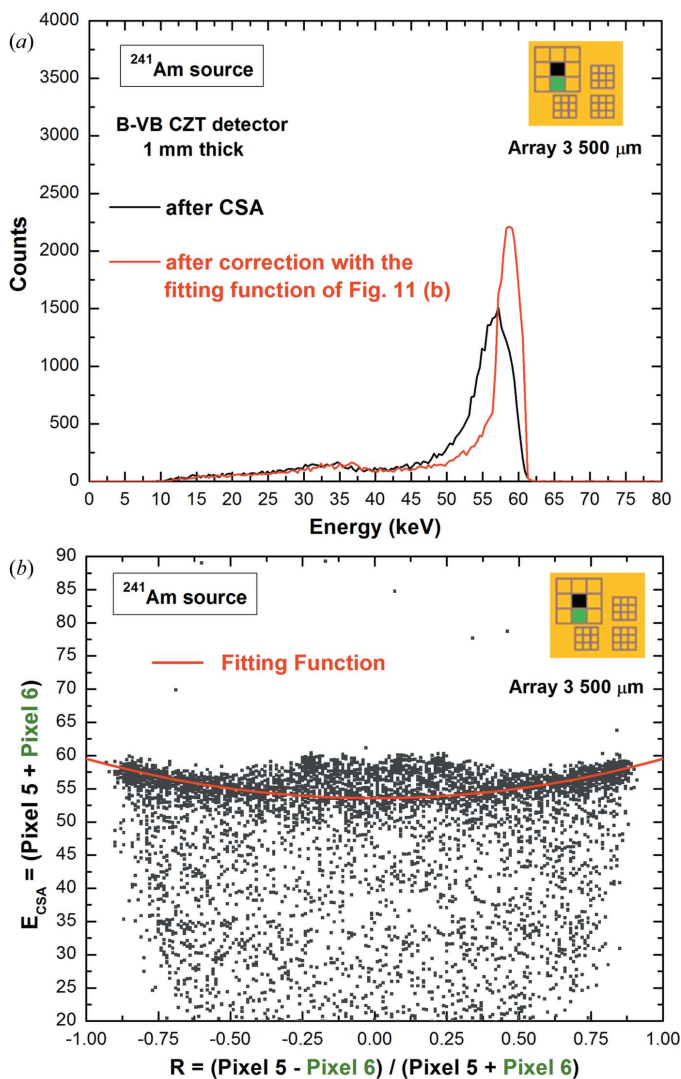 (a)
4000
3500
3000
2500
2000
1500
1000
500
0
Counts
²⁴¹Am source
B-VB CZT detector
1 mm thick
after CSA
after correction with the
fitting function of Fig. 11 (b)
Array 3 500 μm
0 5 10 15 20 25 30 35 40 45 50 55 60 65 70 75 80
Energy (keV)
(b)
90
85
80
75
70
65
60
55
50
45
40
35
30
25
20
E_CSA = (Pixel 5 + Pixel 6)
²⁴¹Am source
Fitting Function
Array 3 500 μm
-1.00 -0.75 -0.50 -0.25 0.00 0.25 0.50 0.75 1.00
R = (Pixel 5 - Pixel 6) / (Pixel 5 + Pixel 6)